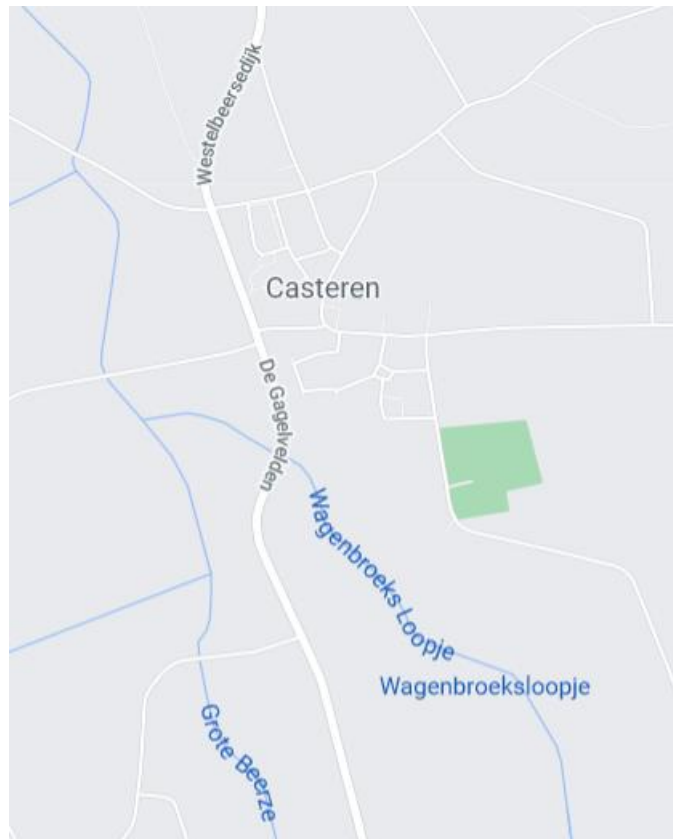 Westelbeersedijk
Casteren
De Gagelvelden
Wagenbroeks Loopje
Wagenbroeksloopje
Grote Beerze